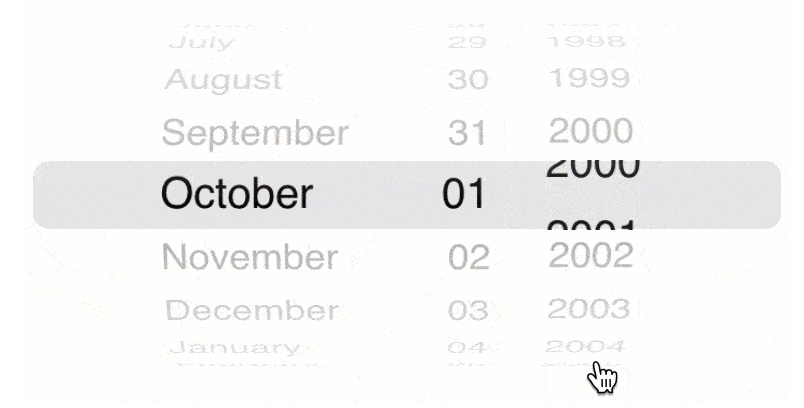 July 29 1998
August 30 1999
September 31 2000
October 01 2000
2001
November 02 2002
December 03 2003
January 04 2004